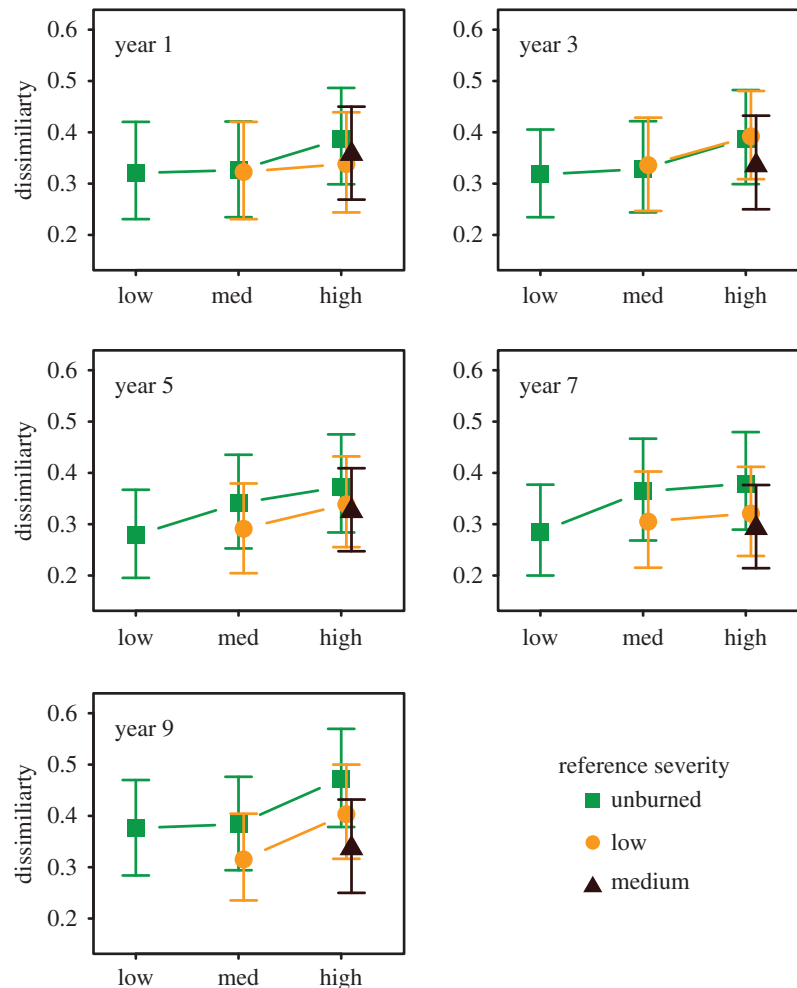 0.6
0.5
0.4
0.3
0.2
dissimiliarty
year 1
low med high
0.6
0.5
0.4
0.3
0.2
dissimiliarty
year 3
low med high
0.6
0.5
0.4
0.3
0.2
dissimiliarty
year 5
low med high
0.6
0.5
0.4
0.3
0.2
dissimiliarty
year 7
low med high
0.6
0.5
0.4
0.3
0.2
dissimiliarty
year 9
low med high
reference severity
unburned
low
medium